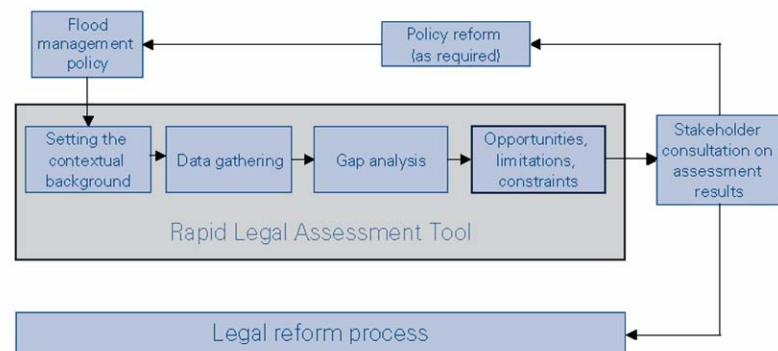 Flood
management
policy
Policy reform
(as required)
Setting the
contextual
background
Data gathering
Gap analysis
Opportunities,
limitations,
constraints
Stakeholder
consultation on
assessment
results
Rapid Legal Assessment Tool
Legal reform process